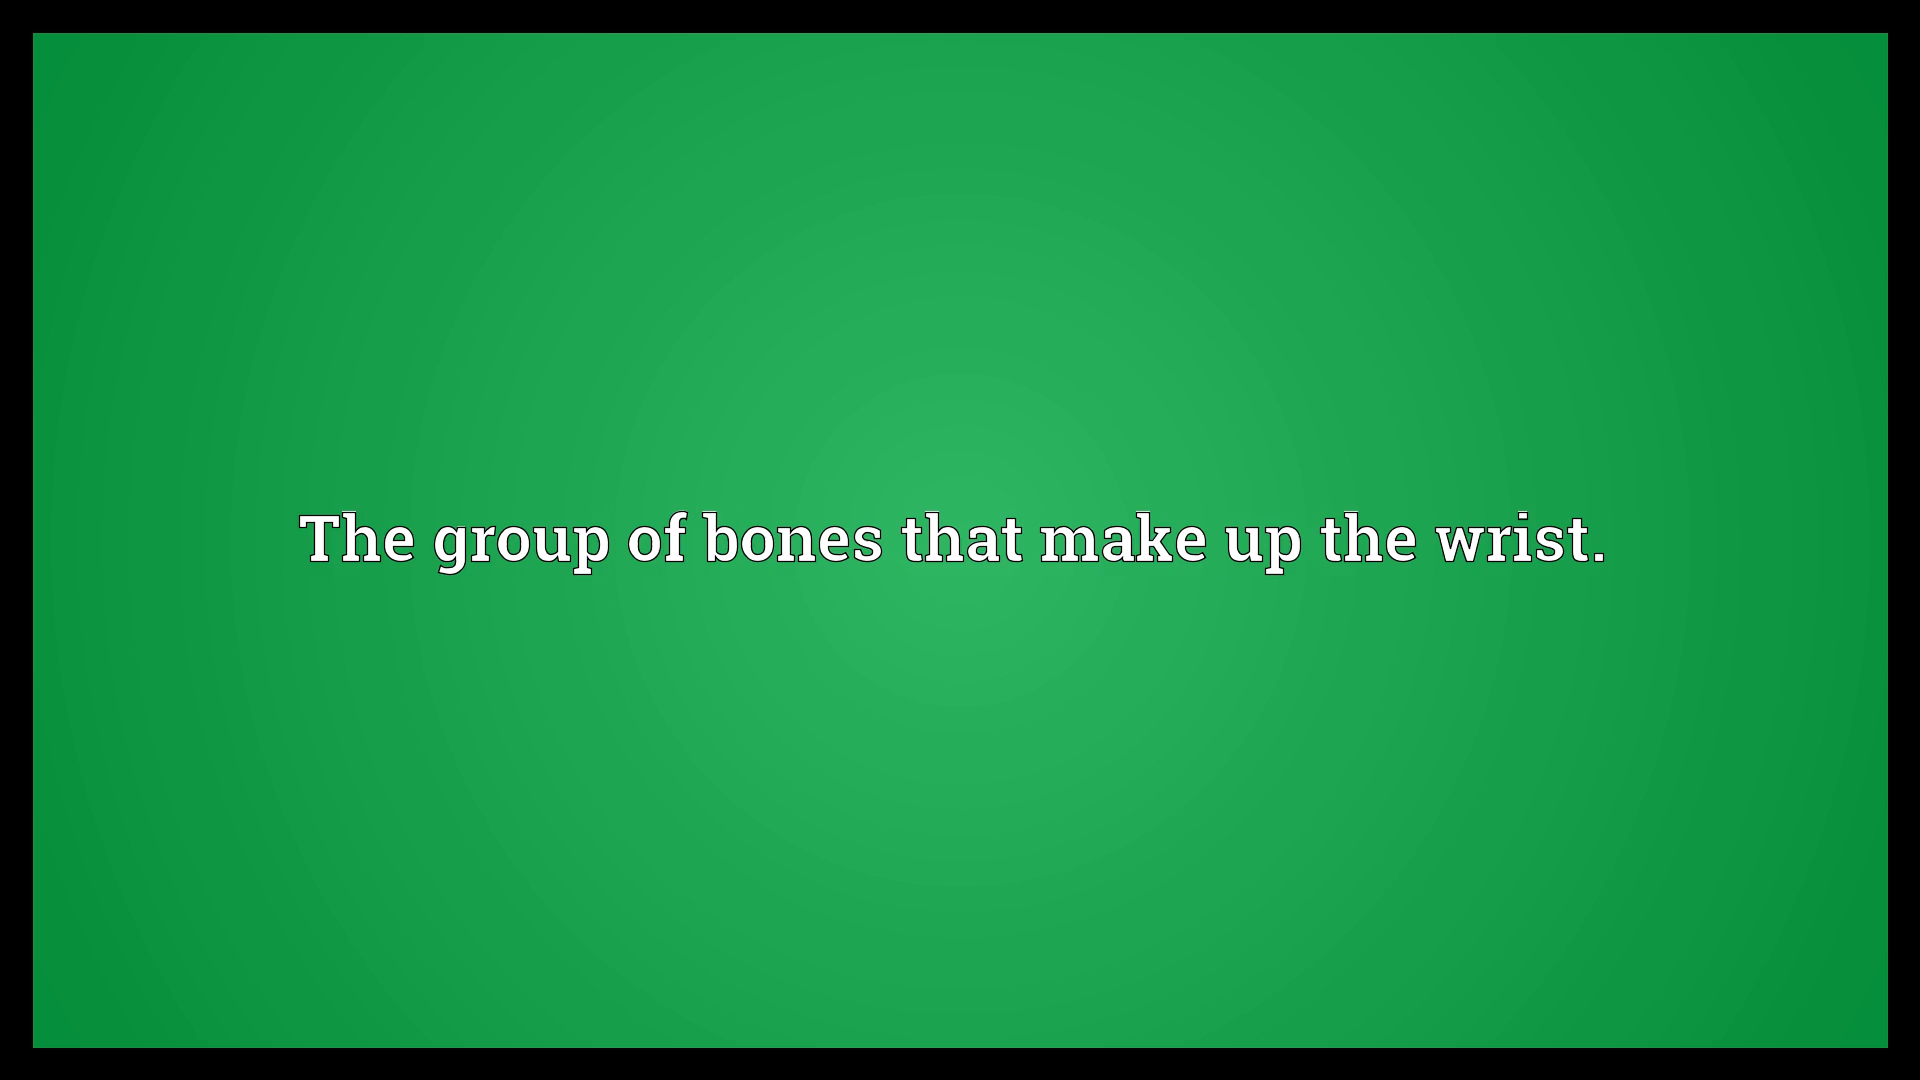 The group of bones that make up the wrist.